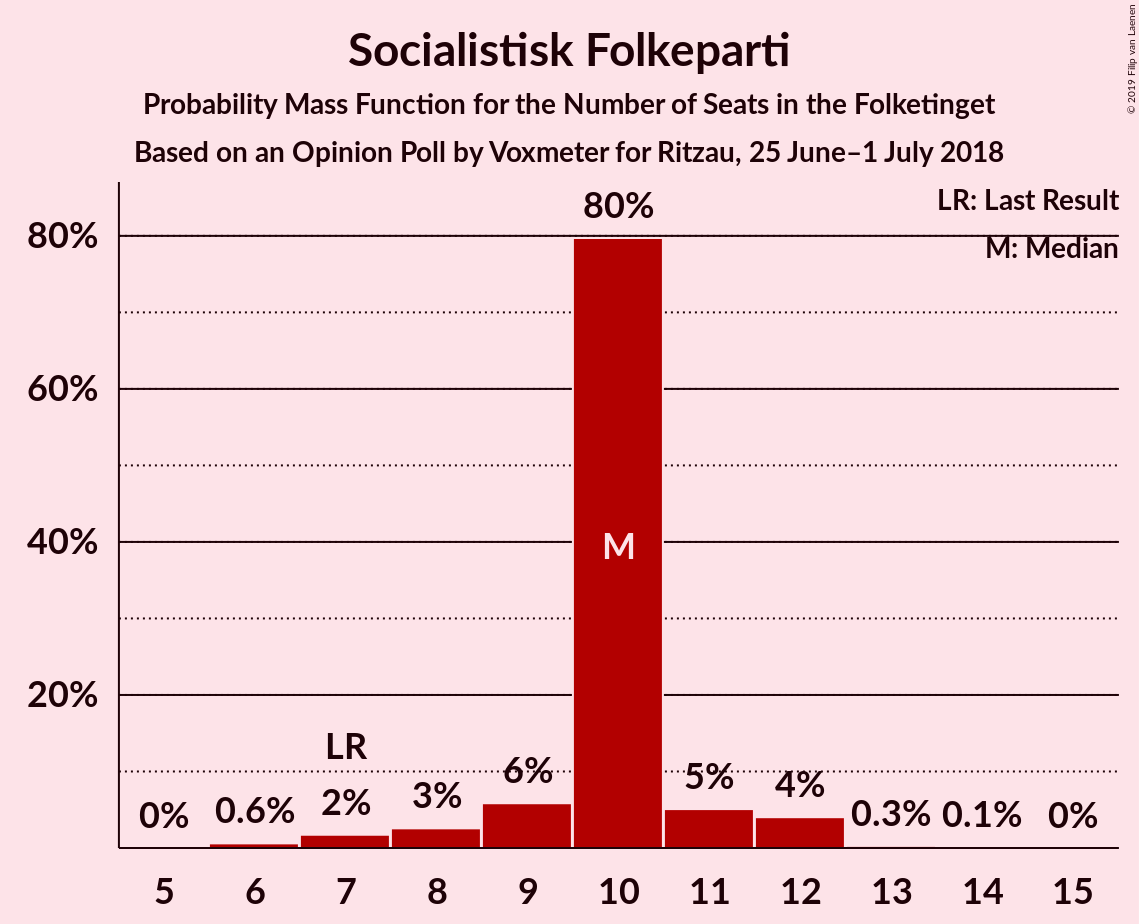 Socialistisk Folkeparti
Probability Mass Function for the Number of Seats in the Folketinget
Based on an Opinion Poll by Voxmeter for Ritzau, 25 June–1 July 2018
© 2019 Filip van Laenen
LR: Last Result
M: Median
80%
60%
40%
20%
0%
0.6%
LR
2%
3%
6%
80%
M
5%
4%
0.3%
0.1%
0%
5 6 7 8 9 10 11 12 13 14 15